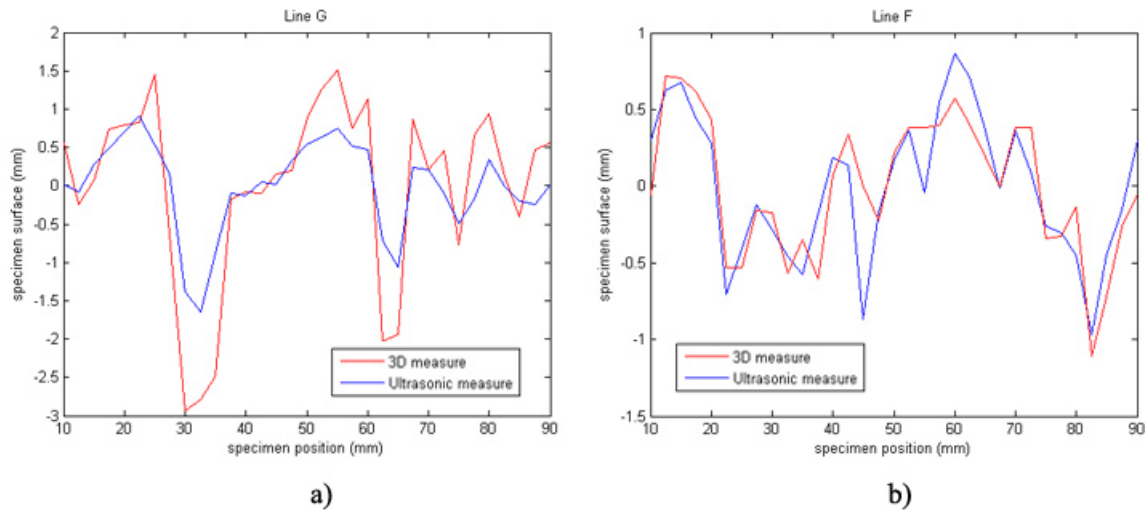 Line G
2
1.5
1
0.5
0
-0.5
-1
-1.5
-2
-2.5
-3
specimen surface (mm)
3D measure
Ultrasonic measure
10 20 30 40 50 60 70 80 90
specimen position (mm)
a)
Line F
1
0.5
0
-0.5
-1
-1.5
specimen surface (mm)
3D measure
Ultrasonic measure
10 20 30 40 50 60 70 80 90
specimen position (mm)
b)